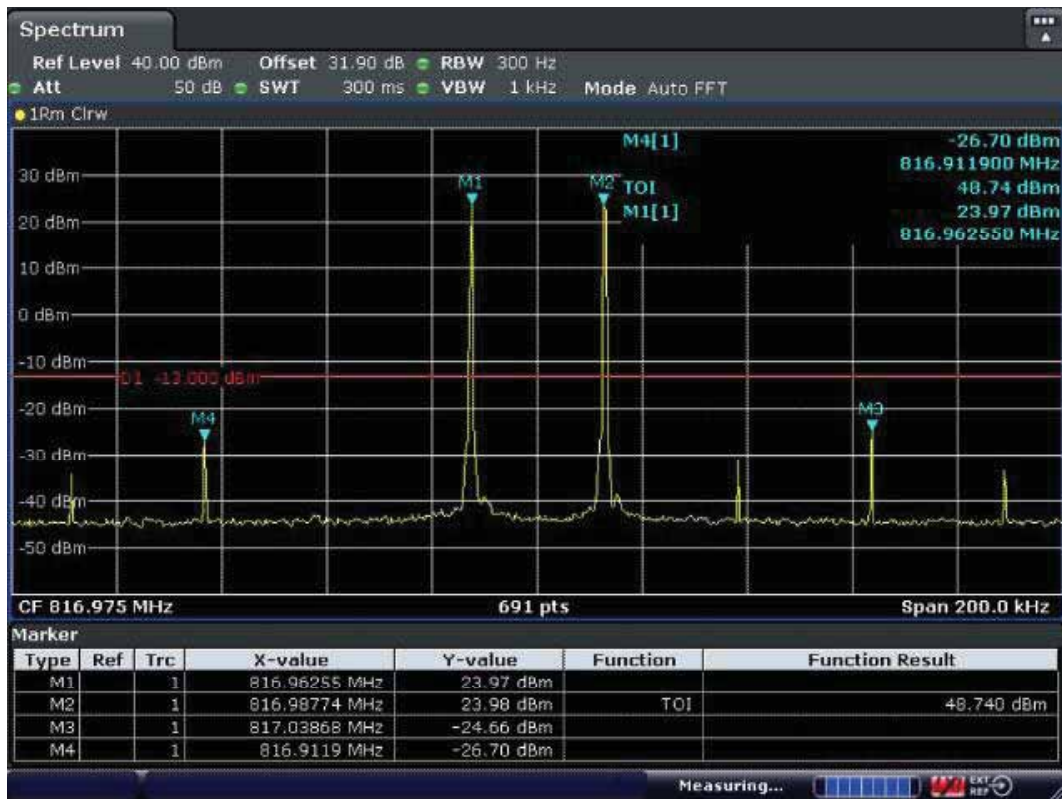 Spectrum
Ref Level 40.00 dBm Offset 31.90 dB RBW 300 Hz
Att 50 dB SWT 300 ms VBW 1 kHz Mode Auto FFT
1Rm Clrw
M4[1] -26.70 dBm
816.911900 MHz
TOI 48.74 dBm
M1[1] 23.97 dBm
816.962550 MHz
30 dBm
M1
M2
20 dBm
10 dBm
0 dBm
-10 dBm
D1 -13.000 dBm
-20 dBm
M4
M3
-30 dBm
-40 dBm
-50 dBm
CF 816.975 MHz 691 pts Span 200.0 kHz
Marker
Type Ref Trc X-value Y-value Function Function Result
M1 1 816.96255 MHz 23.97 dBm
M2 1 816.98774 MHz 23.98 dBm TOI 48.740 dBm
M3 1 817.03868 MHz -24.66 dBm
M4 1 816.9119 MHz -26.70 dBm
Measuring... EXT REF